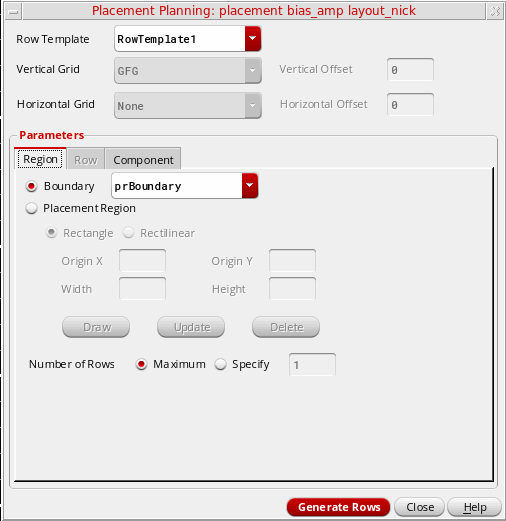 Placement Planning: placement bias_amp layout_nick
Row Template RowTemplate1
Vertical Grid GFG Vertical Offset 0
Horizontal Grid None Horizontal Offset 0
Parameters
Region Row Component
Boundary prBoundary
Placement Region
Rectangle Rectilinear
Origin X Origin Y
Width Height
Draw Update Delete
Number of Rows Maximum Specify 1
Generate Rows Close Help